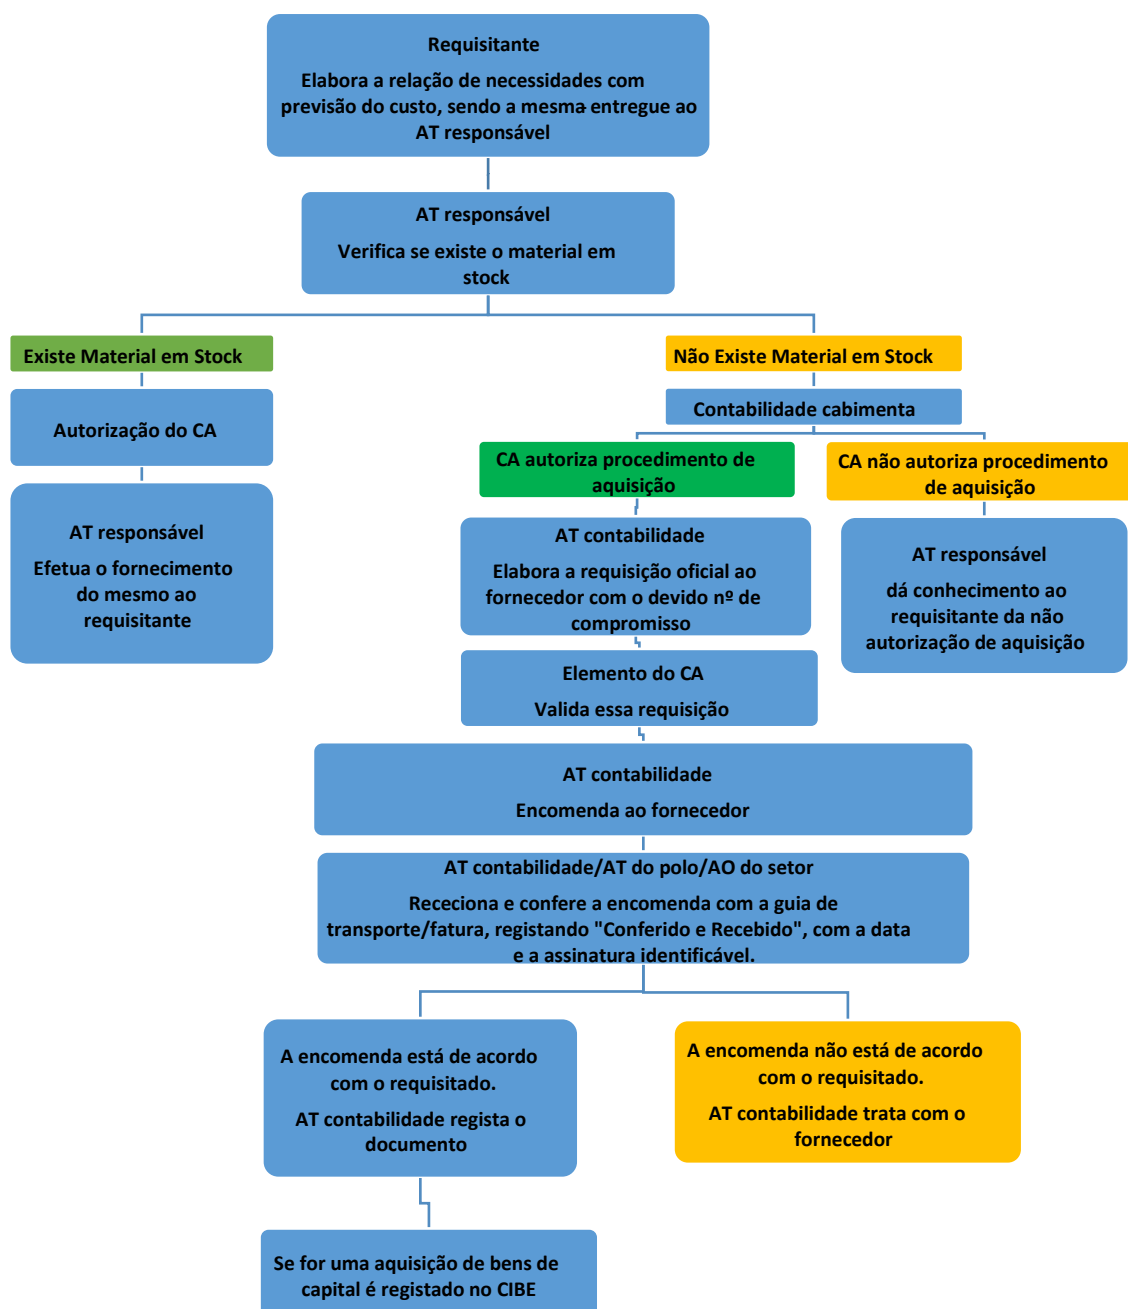 Requisitante
Elabora a relação de necessidades com
previsão do custo, sendo a mesma entregue ao
AT responsável
AT responsável
Verifica se existe o material em
stock
Existe Material em Stock
Não Existe Material em Stock
Autorização do CA
Contabilidade cabimenta
CA autoriza procedimento de
aquisição
CA não autoriza procedimento
de aquisição
AT responsável
Efetua o fornecimento
do mesmo ao
requisitante
AT contabilidade
Elabora a requisição oficial ao
fornecedor com o devido nº de
compromisso
AT responsável
dá conhecimento ao
requisitante da não
autorização de aquisição
Elemento do CA
Valida essa requisição
AT contabilidade
Encomenda ao fornecedor
AT contabilidade/AT do polo/AO do setor
Receciona e confere a encomenda com a guia de
transporte/fatura, registando "Conferido e Recebido", com a data
e a assinatura identificável.
A encomenda está de acordo
com o requisitado.
AT contabilidade regista o
documento
A encomenda não está de acordo
com o requisitado.
AT contabilidade trata com o
fornecedor
Se for uma aquisição de bens de
capital é registado no CIBE